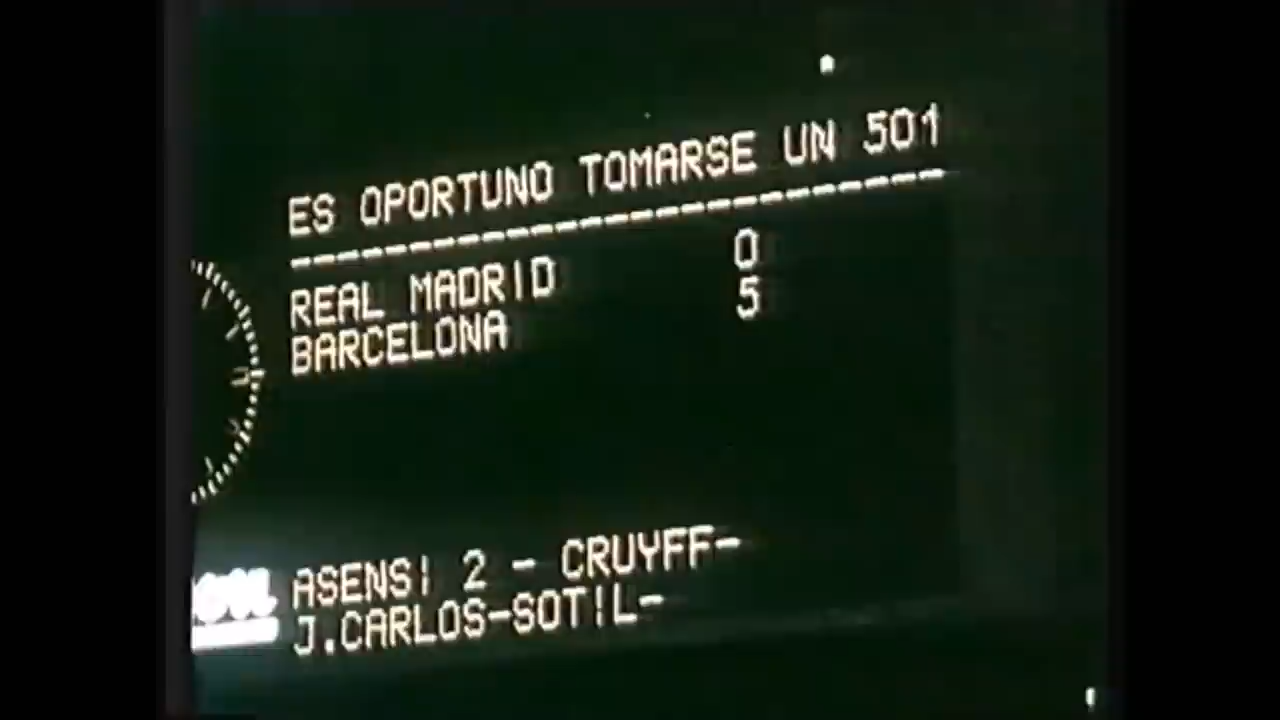 ES OPORTUNO TOMARSE UN 501
REAL MADRID 0
BARCELONA 5
ASENSI 2 - CRUYFF-
J.CARLOS-SOTIL-